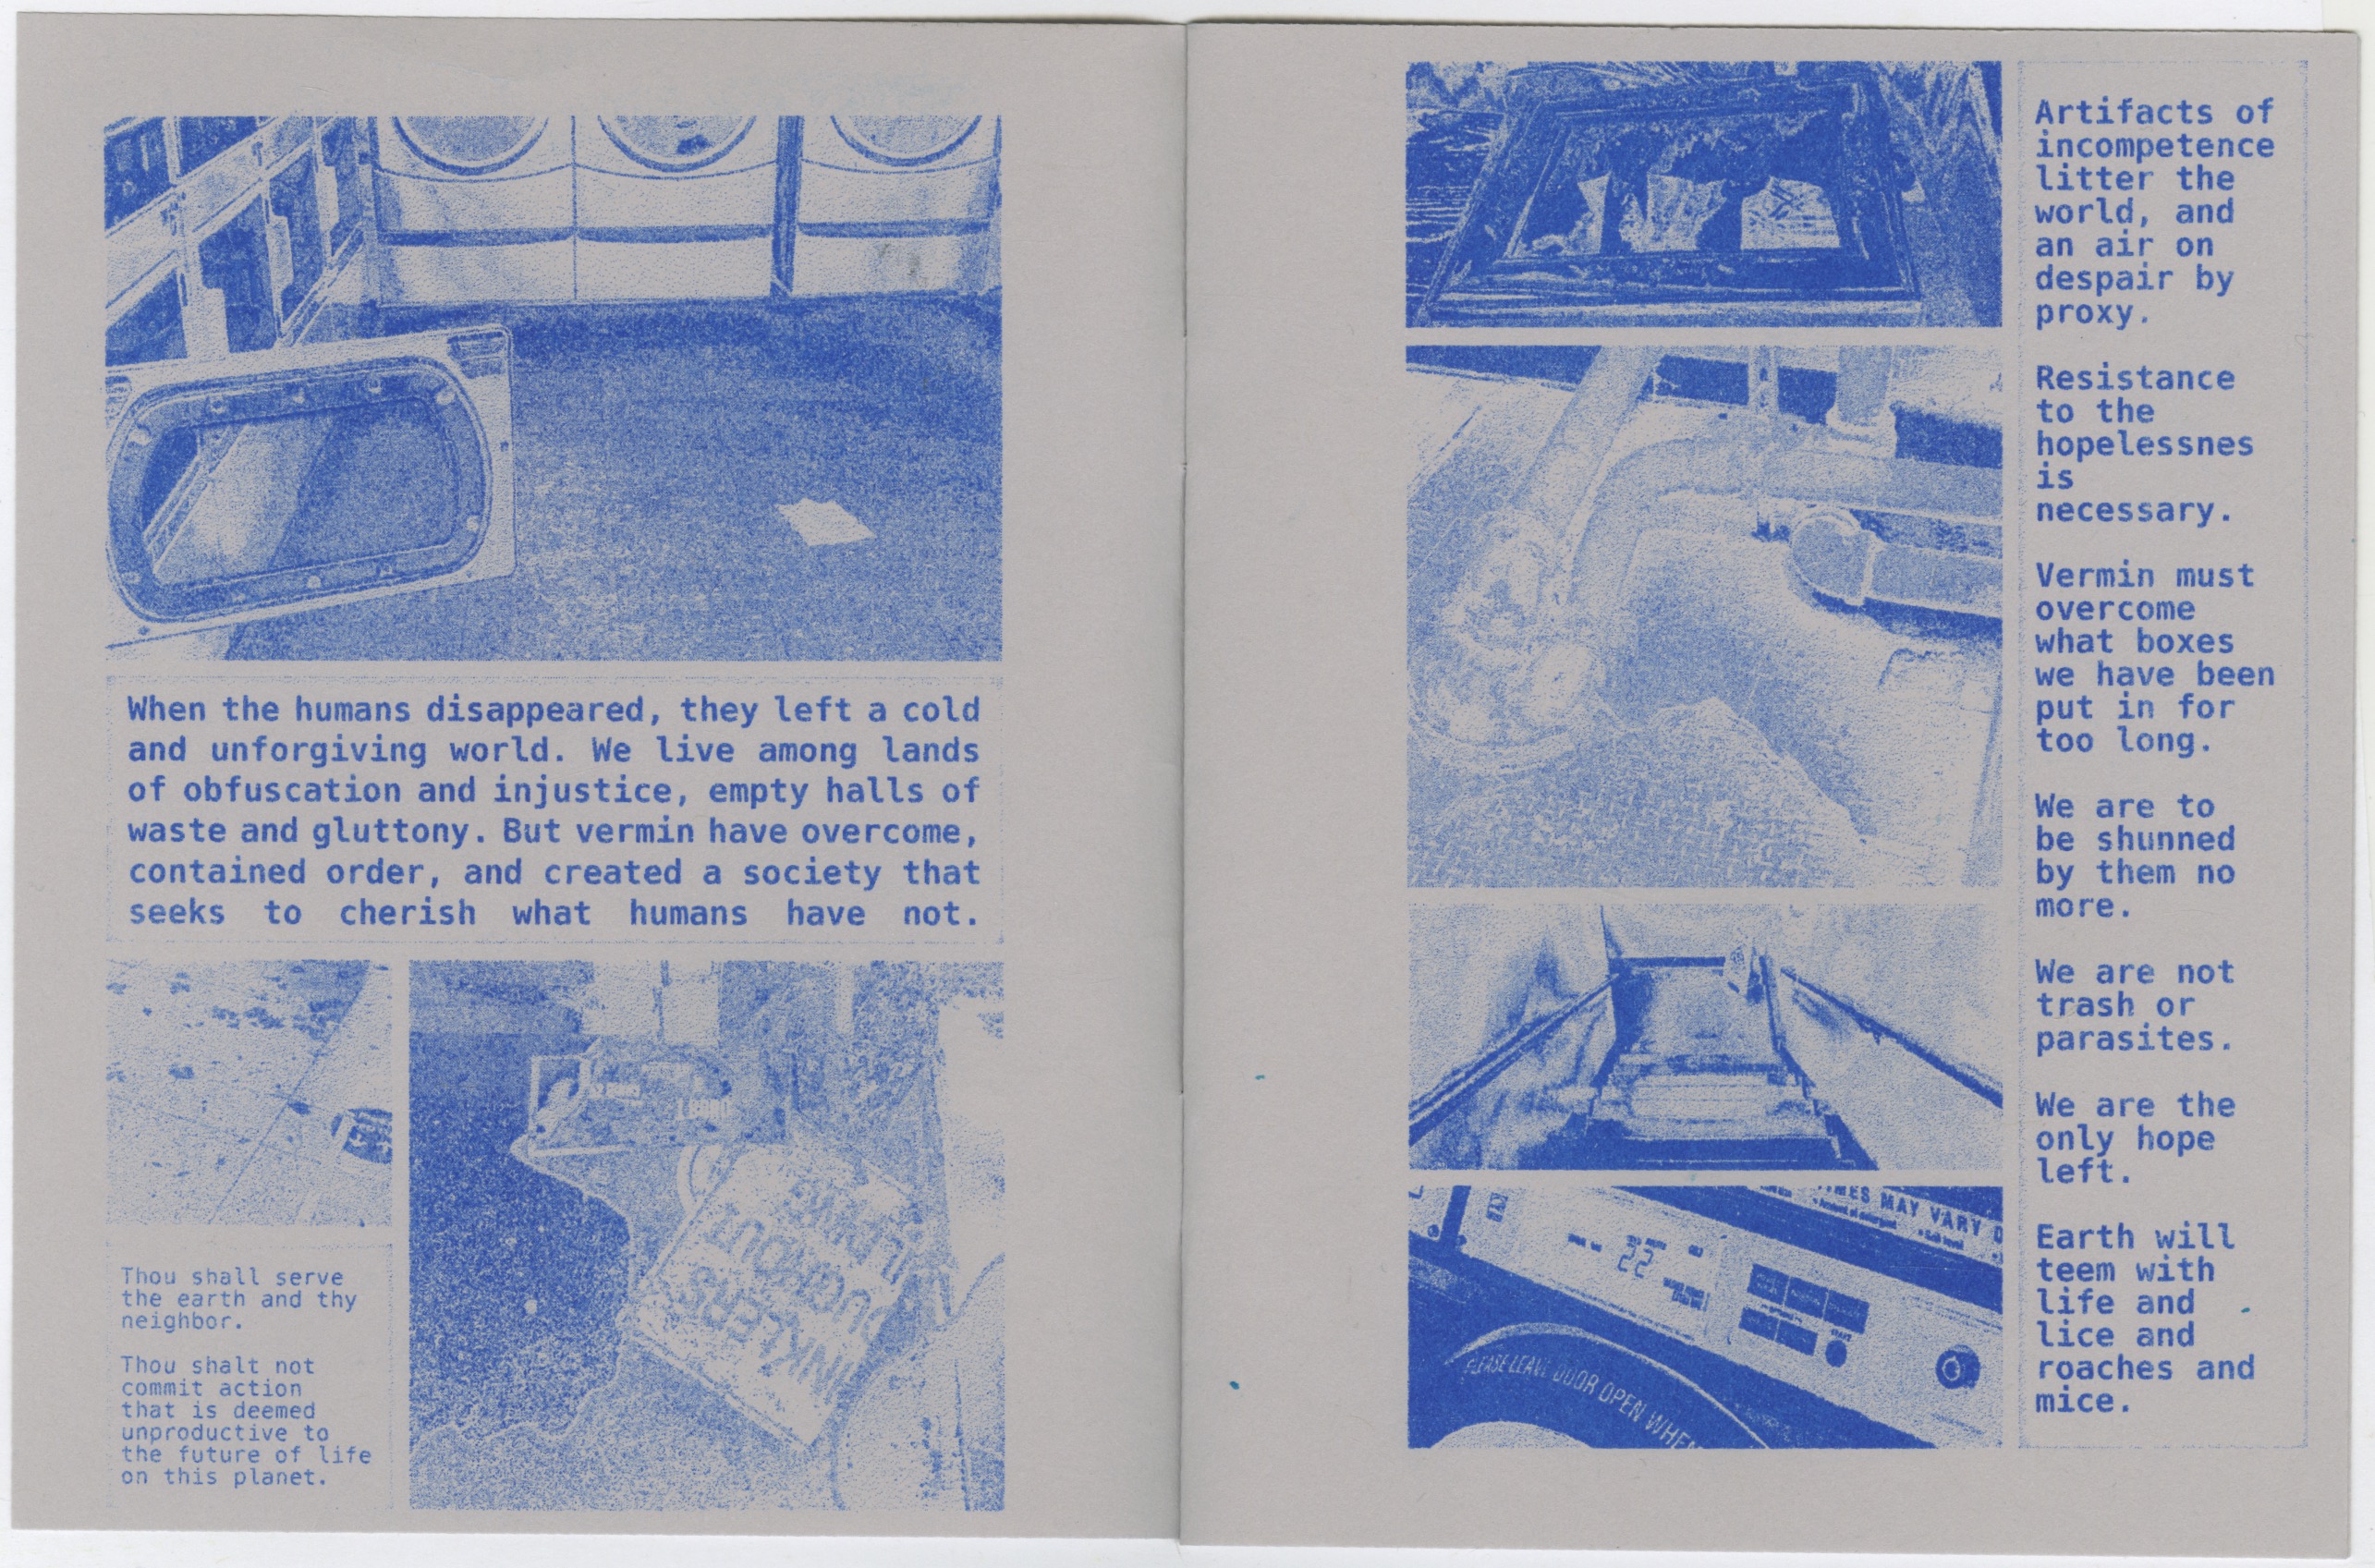 When the humans disappeared, they left a cold
and unforgiving world. We live among lands
of obfuscation and injustice, empty halls of
waste and gluttony. But vermin have overcome,
contained order, and created a society that
seeks to cherish what humans have not.
Thou shall serve
the earth and thy
neighbor.
Thou shalt not
commit action
that is deemed
unproductive to
the future of life
on this planet.
INKLERS
Artifacts of
incompetence
litter the
world, and
an air on
despair by
proxy.
Resistance
to the
hopelessnes
is
necessary.
Vermin must
overcome
what boxes
we have been
put in for
too long.
We are to
be shunned
by them no
more.
We are not
trash or
parasites.
We are the
only hope
left.
Earth will
teem with
life and
lice and
roaches and
mice.
IMES MAY VARY
22
PLEASE LEAVE DOOR OPEN WHEN